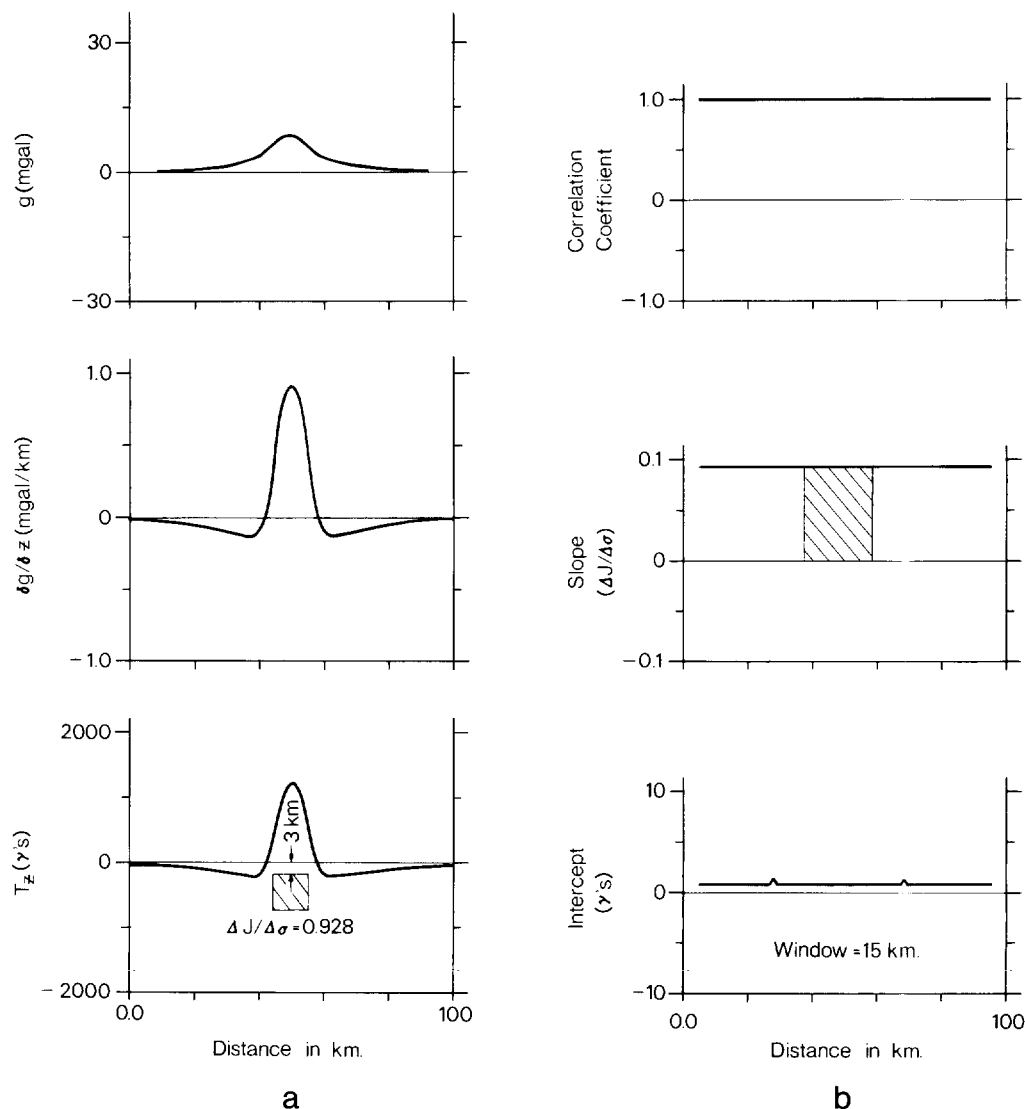 30
0
−30
g (mgal)
1.0
0
−1.0
δg/δz (mgal/km)
2000
0
−2000
T_z (γ's)
3 km
ΔJ/Δσ=0.928
0.0
100
Distance in km.
a
1.0
0
−1.0
Correlation
Coefficient
0.1
0
−0.1
Slope
(ΔJ/Δσ)
10
0
−10
Intercept
(γ's)
Window = 15 km.
0.0
100
Distance in km.
b